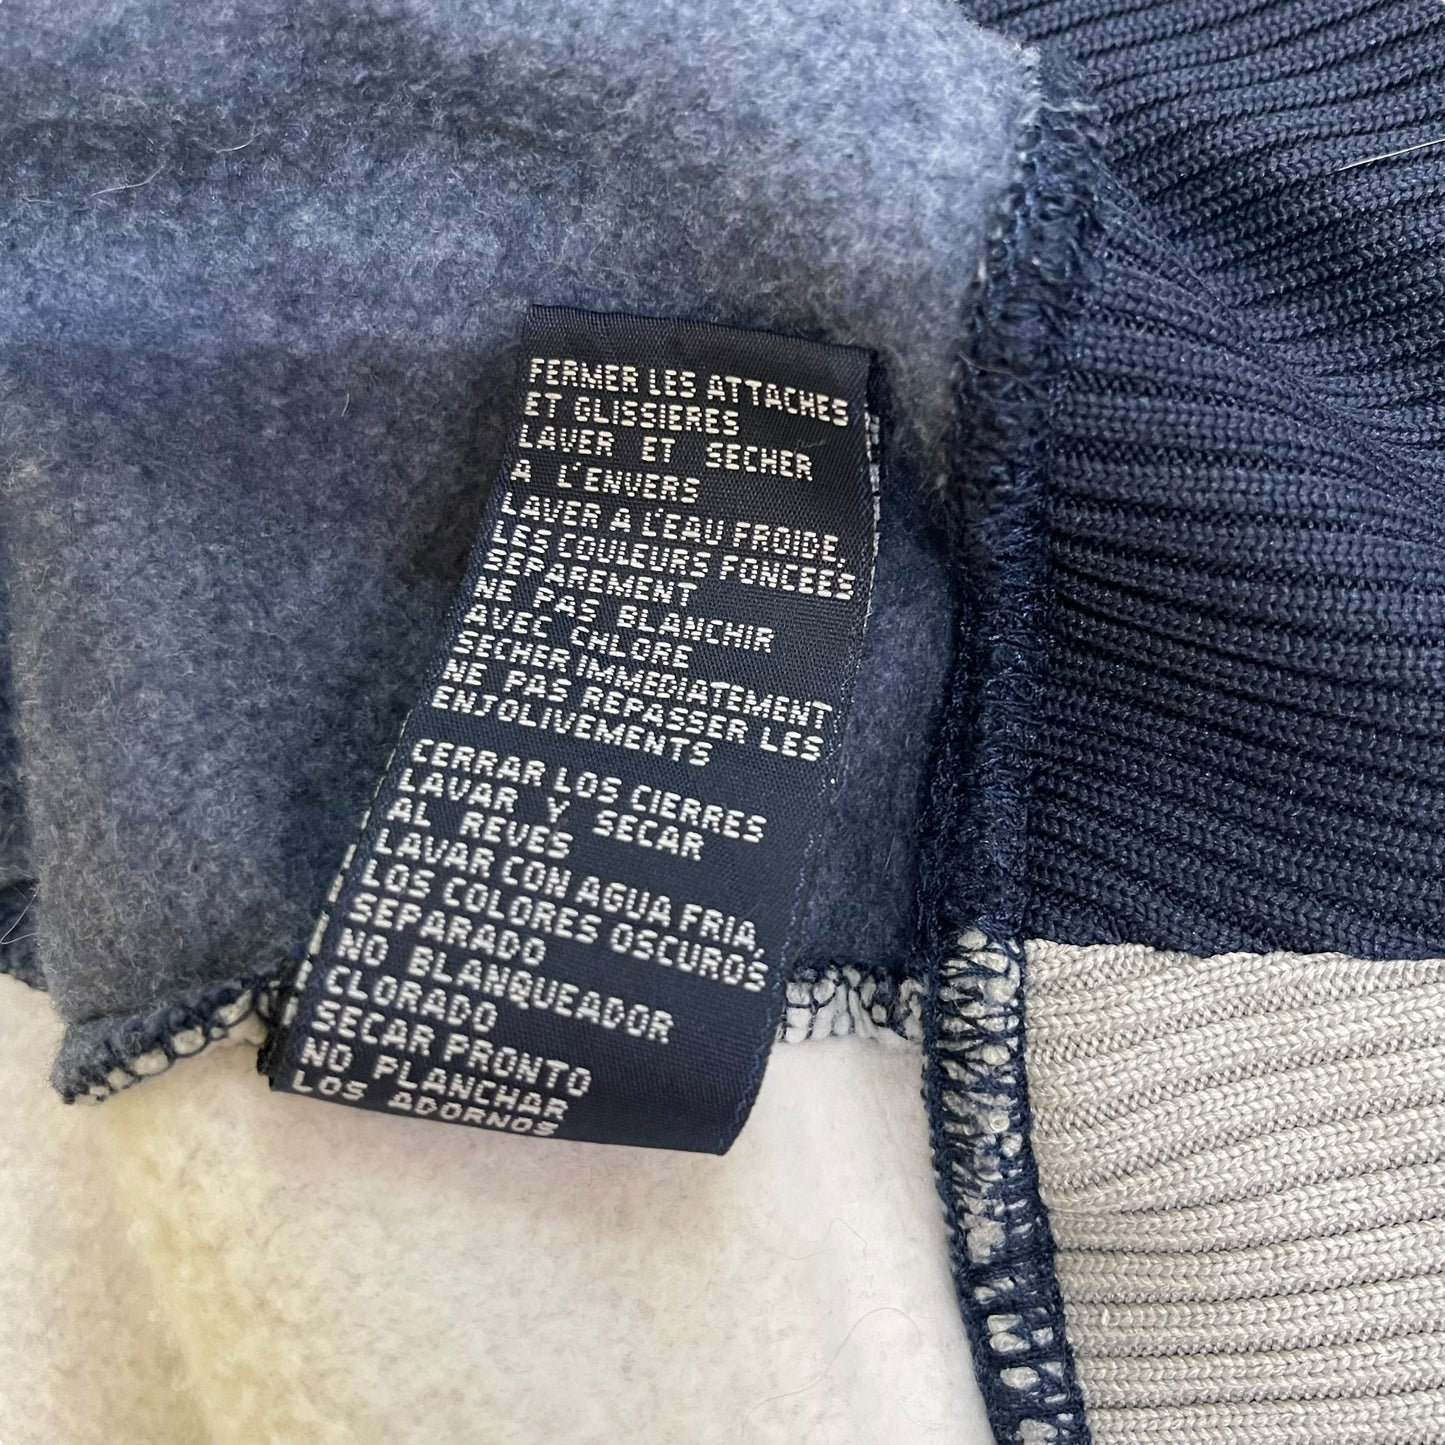 FERMER LES ATTACHES
ET GLISSIERES
LAVER ET SECHER
A L'ENVERS
LAVER A L'EAU FROIDE,
LES COULEURS FONCEES
SEPAREMENT
NE PAS BLANCHIR
AVEC CHLORE
SECHER IMMEDIATEMENT
NE PAS REPASSER LES
ENJOLIVEMENTS
CERRAR LOS CIERRES
LAVAR Y SECAR
AL REVES
LAVAR CON AGUA FRIA,
LOS COLORES OSCUROS
SEPARADO
NO BLANQUEADOR
CLORADO
SECAR PRONTO
NO PLANCHAR
LOS ADORNOS